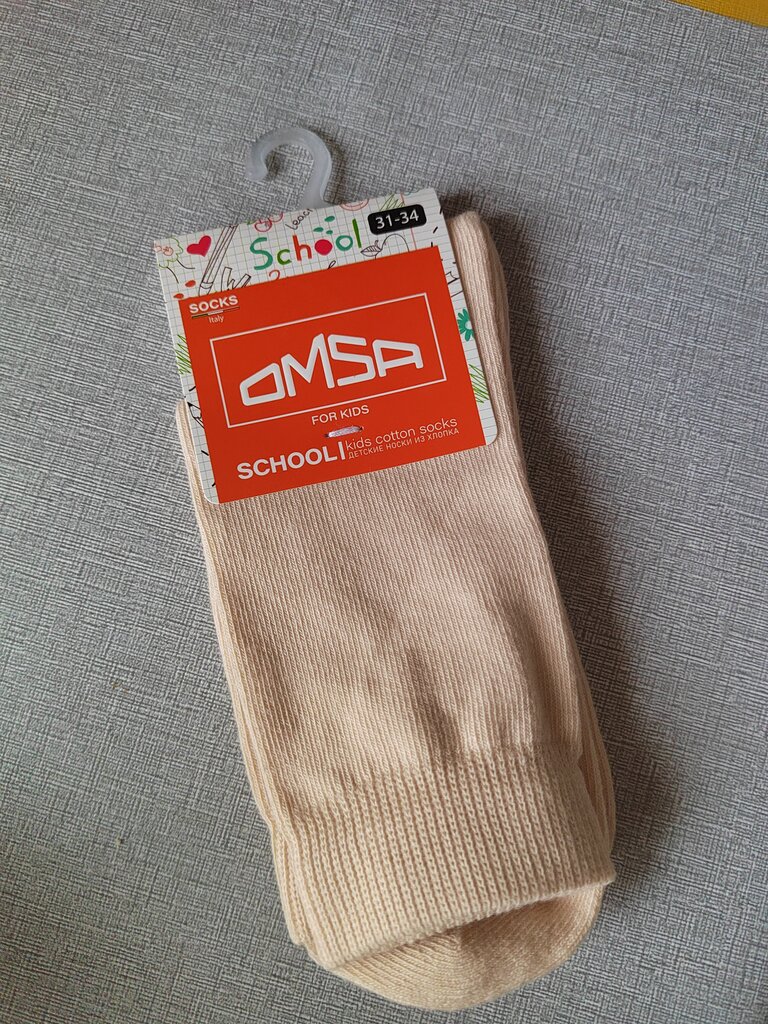 School
31-34
SOCKS
Italy
OMSA
FOR KIDS
SCHOOL
kids cotton socks
ДЕТСКИЕ НОСКИ ИЗ ХЛОПКА